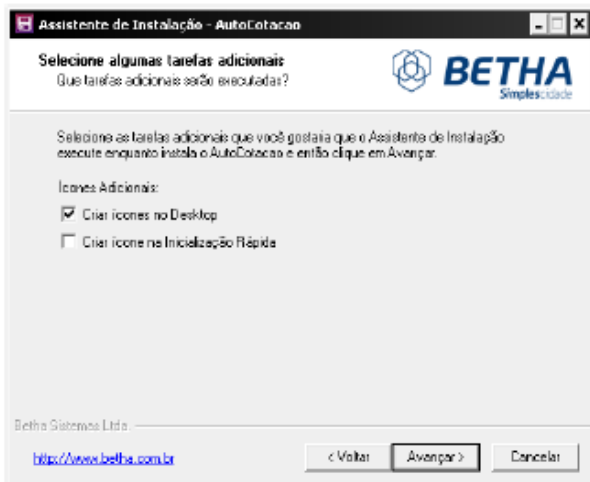 Assistente de Instalação - AutoCotacao
Selecione algumas tarefas adicionais
Que tarefas adicionais serão executadas?
BETHA
Simplescidade
Selecione as tarefas adicionais que você gostaria que o Assistente de Instalação
execute enquanto instala o AutoCotacao e então clique em Avançar.
Ícones Adicionais:
Criar ícones no Desktop
Criar ícone na Inicialização Rápida
Betha Sistemas Ltda.
http://www.betha.com.br
< Voltar
Avançar >
Cancelar